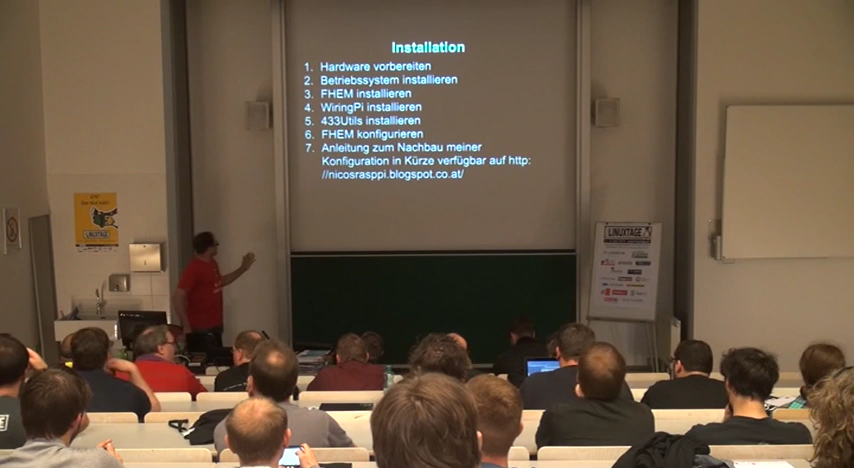 Installation
1. Hardware vorbereiten
2. Betriebssystem installieren
3. FHEM installieren
4. WiringPi installieren
5. 433Utils installieren
6. FHEM konfigurieren
7. Anleitung zum Nachbau meiner
Konfiguration in Kürze verfügbar auf http:
//nicosrasppi.blogspot.co.at/
LINUXTAGE
LINUXTAGE